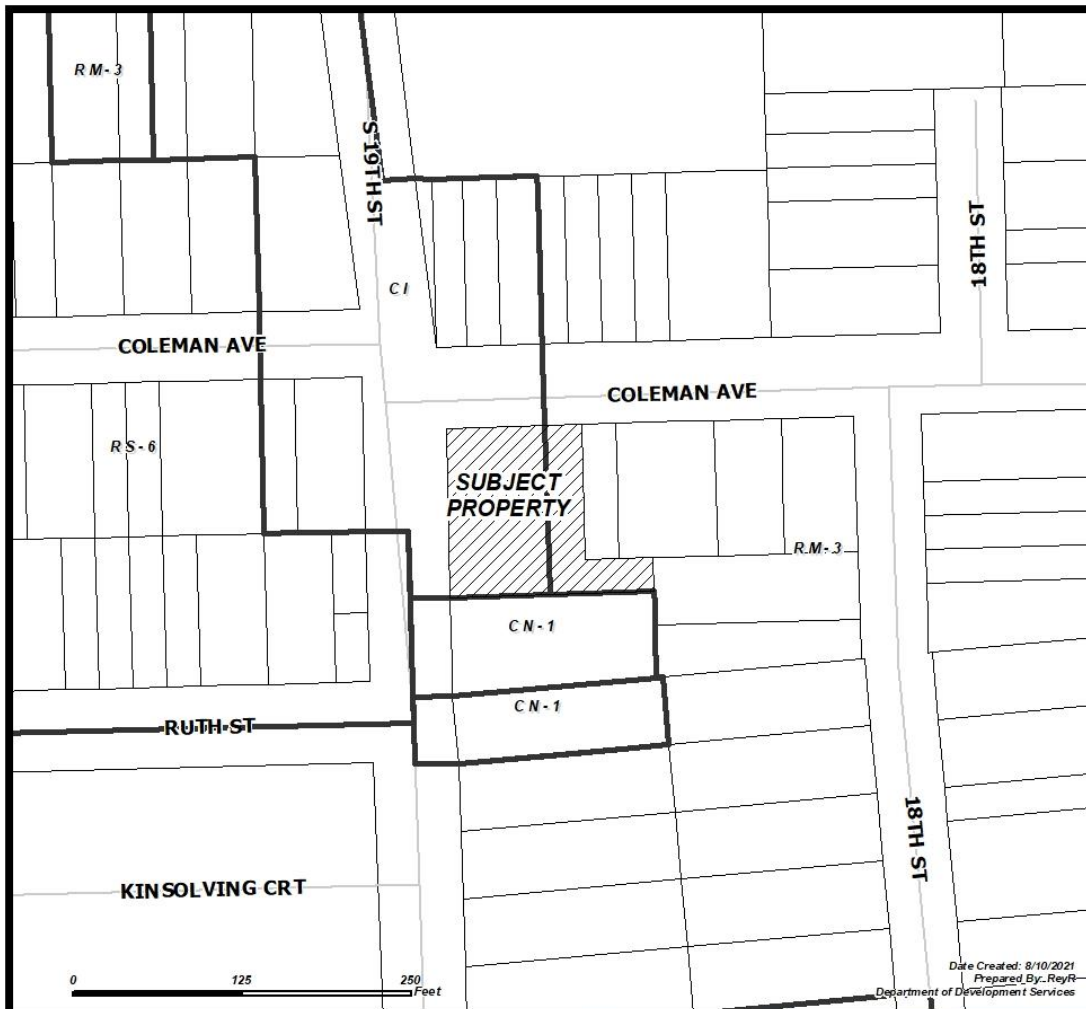 RM-3
S 19TH ST
18TH ST
CI
COLEMAN AVE
COLEMAN AVE
RS-6
SUBJECT
PROPERTY
RM-3
CN-1
CN-1
RUTH ST
18TH ST
KINSOLVING CRT
0 125 250
Feet
Date Created: 8/10/2021
Prepared By: ReyR
Department of Development Services